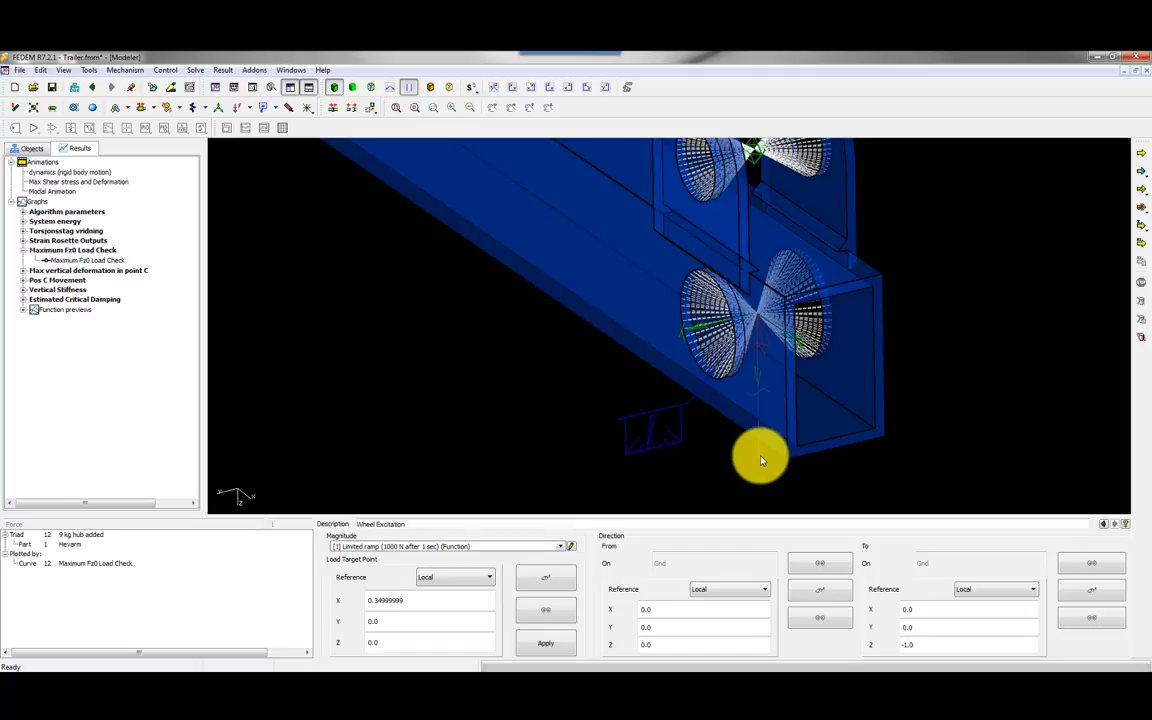 FEDEM R7.2.1 - Trailer.fmm* - [Modeler]
File Edit View Tools Mechanism Control Solve Result Addons Windows Help
Objects Results
Animations
dynamics (rigid body motion)
Max Shear stress and Deformation
Modal Animation
Graphs
Algorithm parameters
System energy
Torsjonsstag vridning
Strain Rosette Outputs
Maximum Fz0 Load Check
Maximum Fz0 Load Check
Max vertical deformation in point C
Pos C Movement
Vertical Stiffness
Estimated Critical Damping
Function previews
Force 1
Triad 12 9 kg hub added
Part 1 Hevarm
Plotted by:
Curve 12 Maximum Fz0 Load Check
Description Wheel Excitation
Magnitude
[1] Limited ramp (1000 N after 1 sec) (Function)
Load Target Point
Reference Local
X 0.34999999
Y 0.0
Z 0.0
Apply
Direction
From
On Gnd
Reference Local
X 0.0
Y 0.0
Z 0.0
To
On Gnd
Reference Local
X 0.0
Y 0.0
Z -1.0
Ready